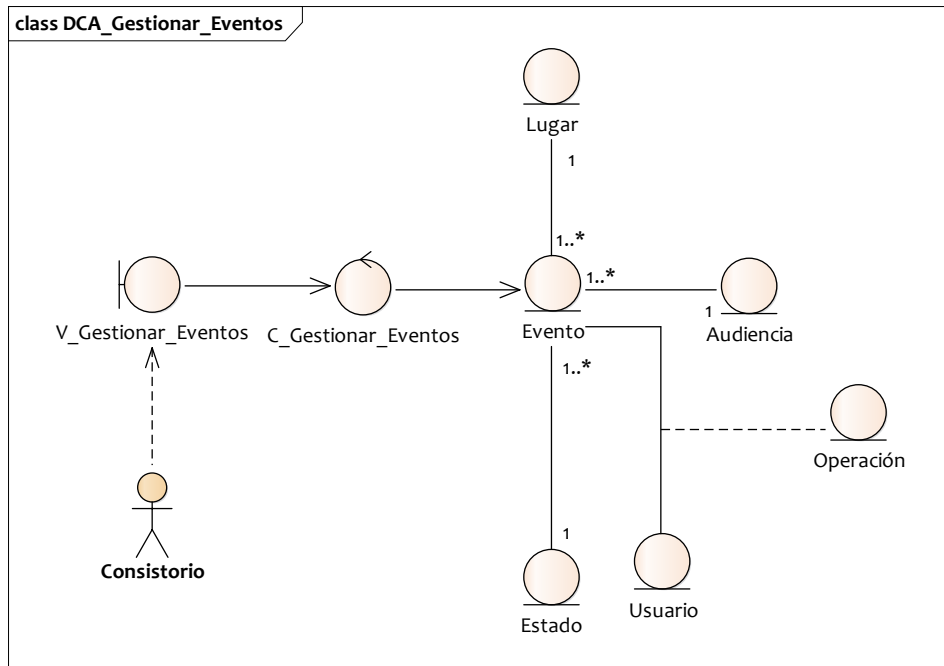 class DCA_Gestionar_Eventos
Lugar
1
1..*
1..*
1
V_Gestionar_Eventos
C_Gestionar_Eventos
Evento
Audiencia
1..*
Operación
Consistorio
1
Estado
Usuario